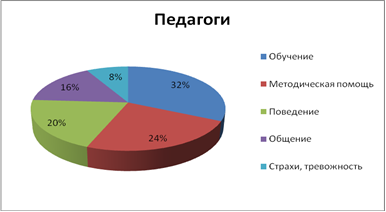 Педагоги
8%
16%
32%
20%
24%
Обучение
Методическая помощь
Поведение
Общение
Страхи, тревожность